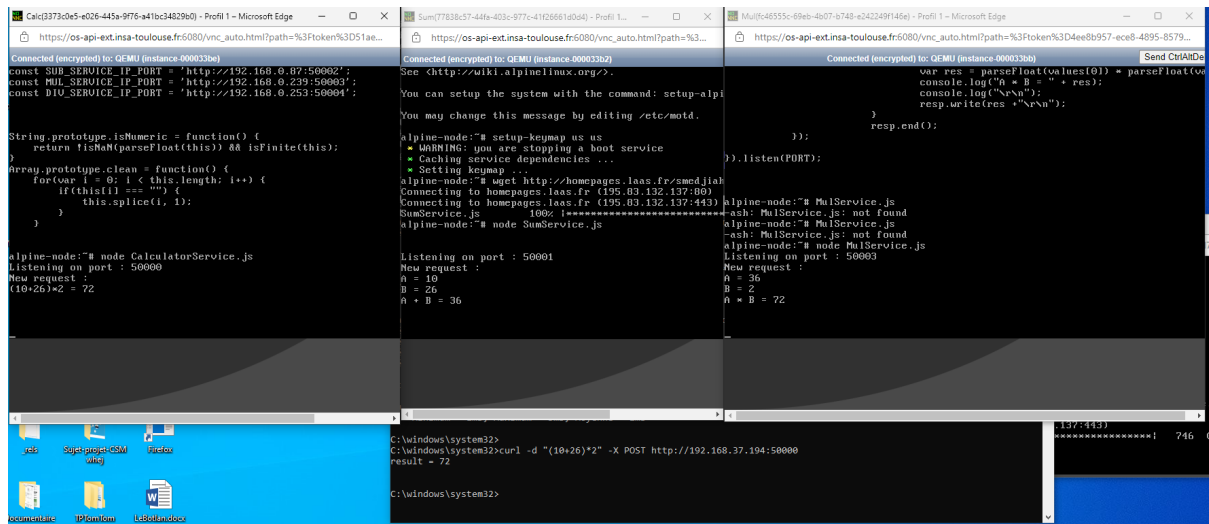 Calc(3373c0e5-e026-445a-9f76-a41bc34829b0) - Profil 1 – Microsoft Edge
https://os-api-ext.insa-toulouse.fr:6080/vnc_auto.html?path=%3Ftoken%3D51ae...
Connected (encrypted) to: QEMU (instance-000033be)
const SUB_SERVICE_IP_PORT = 'http://192.168.0.87:50002';
const MUL_SERVICE_IP_PORT = 'http://192.168.0.239:50003';
const DIV_SERVICE_IP_PORT = 'http://192.168.0.253:50004';
String.prototype.isNumeric = function() {
return !isNaN(parseFloat(this)) && isFinite(this);
}
Array.prototype.clean = function() {
for(var i = 0; i < this.length; i++) {
if(this[i] === "") {
this.splice(i, 1);
}
}
alpine-node:~# node CalculatorService.js
Listening on port : 50000
New request :
(10+26)*2 = 72
Sum(77838c57-44fa-403c-977c-41f26661d0d4) - Profil 1...
https://os-api-ext.insa-toulouse.fr:6080/vnc_auto.html?path=%3...
Connected (encrypted) to: QEMU (instance-000033b2)
See <http://wiki.alpinelinux.org/>.
You can setup the system with the command: setup-alpi
You may change this message by editing /etc/motd.
alpine-node:~# setup-keymap us us
* WARNING: you are stopping a boot service
* Caching service dependencies ...
* Setting keymap ...
alpine-node:~# wget http://homepages.laas.fr/smedjiah
Connecting to homepages.laas.fr (195.83.132.137:80)
Connecting to homepages.laas.fr (195.83.132.137:443)
SumService.js 100% |*************************
alpine-node:~# node SumService.js
Listening on port : 50001
New request :
A = 10
B = 26
A + B = 36
Mul(fc46555c-69eb-4b07-b748-e242249f146e) - Profil 1 – Microsoft Edge
https://os-api-ext.insa-toulouse.fr:6080/vnc_auto.html?path=%3Ftoken%3D4ee8b957-ece8-4895-8579...
Connected (encrypted) to: QEMU (instance-000033bb)
Send CtrlAltDe
var res = parseFloat(values[0]) * parseFloat(va
console.log("A * B = " + res);
console.log("\r\n");
resp.write(res +"\r\n");
}
resp.end();
});
}).listen(PORT);
alpine-node:~# MulService.js
-ash: MulService.js: not found
alpine-node:~# MulService.js
-ash: MulService.js: not found
alpine-node:~# node MulService.js
Listening on port : 50003
New request :
A = 36
B = 2
A * B = 72
_rels
Sujet-projet-GSM
whej
Firefox
ocumentaire
TPTomTom
LeBotlan.docx
C:\windows\system32>
C:\windows\system32>curl -d "(10+26)*2" -X POST http://192.168.37.194:50000
result = 72
C:\windows\system32>
.137:443)
****************| 746